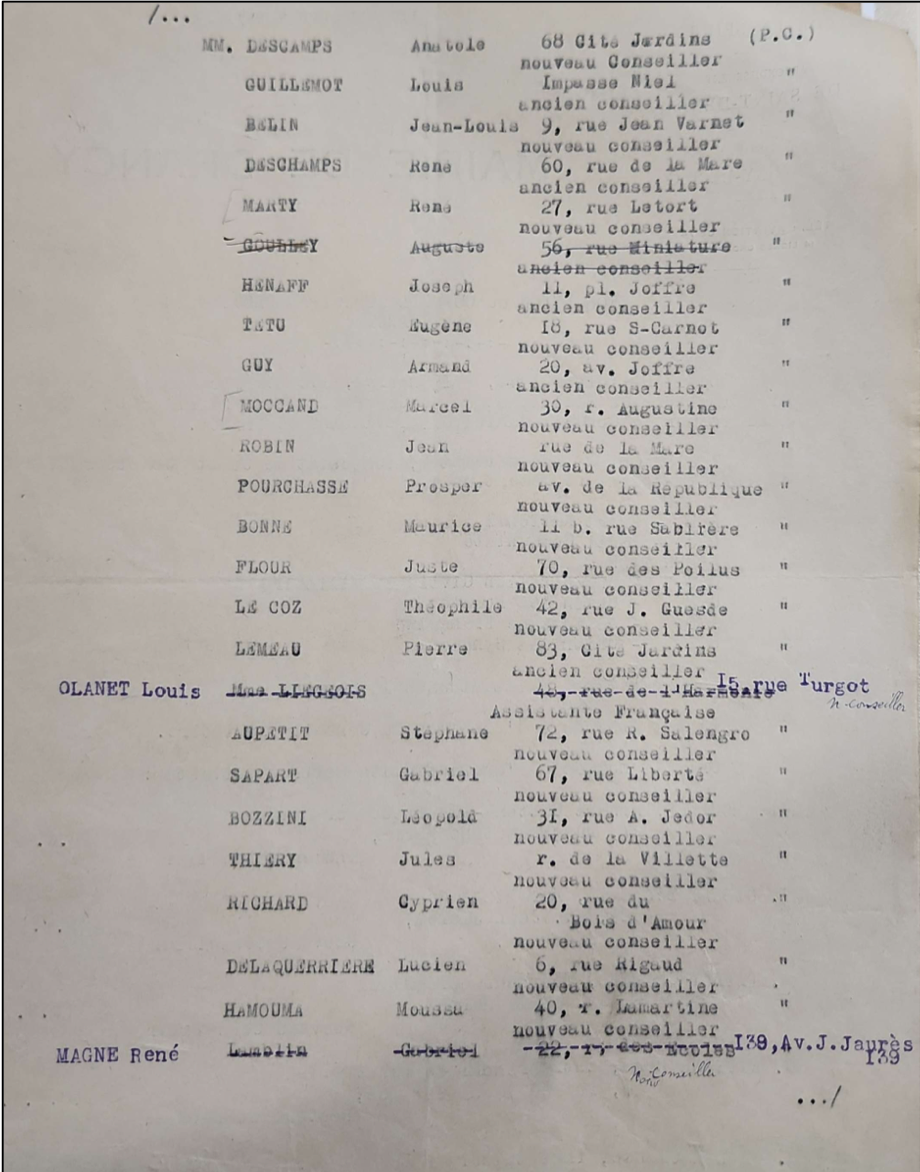 /...
MM. DESCAMPS Anatole 68 Cité Jardins (P.C.)
nouveau Conseiller
GUILLEMOT Louis Impasse Niel "
ancien conseiller
BELIN Jean-Louis 9, rue Jean Varnet "
nouveau conseiller
DESCHAMPS René 60, rue de la Mare "
ancien conseiller
MARTY René 27, rue Letort "
nouveau conseiller
GOULLEY Auguste 56, rue Miniature "
ancien conseiller
HENAFF Joseph 11, pl. Joffre "
ancien conseiller
TETU Eugène I8, rue S-Carnot "
nouveau conseiller
GUY Armand 20, av. Joffre "
ancien conseiller
MOCCAND Marcel 30, r. Augustine "
nouveau conseiller
ROBIN Jean rue de la Mare "
nouveau conseiller
POURCHASSE Prosper av. de la République "
nouveau conseiller
BONNE Maurice 11 b. rue Sablière "
nouveau conseiller
FLOUR Juste 70, rue des Poilus "
nouveau conseiller
LE COZ Théophile 42, rue J. Guesde "
nouveau conseiller
LEMEAU Pierre 83, Cité Jardins "
ancien conseiller
OLANET Louis Mme LIEGEOIS 48, rue de l'Harmonie I5, rue Turgot
n. conseiller
Assistante Française
AUPETIT Stéphane 72, rue R. Salengro "
nouveau conseiller
SAPART Gabriel 67, rue Liberté "
nouveau conseiller
BOZZINI Léopold 3I, rue A. Jedor "
nouveau conseiller
THIERY Jules r. de la Villette "
nouveau conseiller
RICHARD Cyprien 20, rue du "
Bois d'Amour
nouveau conseiller
DELAQUERRIERE Lucien 6, rue Rigaud "
nouveau conseiller
HAMOUMA Moussa 40, r. Lamartine "
nouveau conseiller
MAGNE René Lamblin Gabriel 22, r. des Ecoles I39, Av. J. Jaurès
I39
Nouv Conseiller
.../